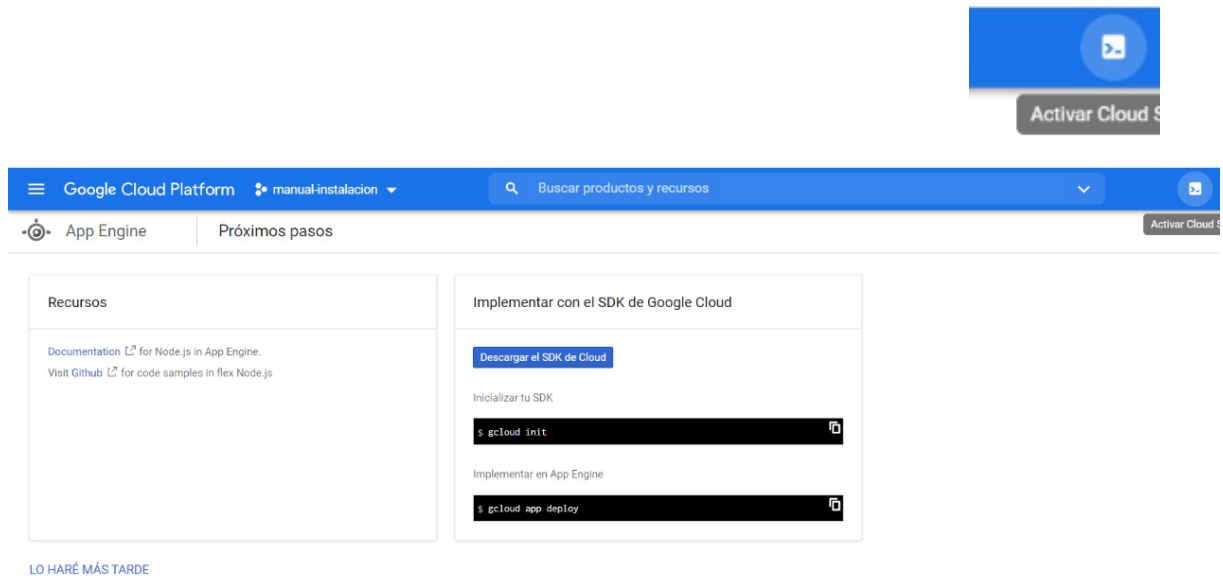 Activar Cloud S
Google Cloud Platform manual-instalacion Buscar productos y recursos
Activar Cloud S
App Engine Próximos pasos
Recursos
Documentation for Node.js in App Engine.
Visit Github for code samples in flex Node.js
Implementar con el SDK de Google Cloud
Descargar el SDK de Cloud
Inicializar tu SDK
$ gcloud init
Implementar en App Engine
$ gcloud app deploy
LO HARÉ MÁS TARDE